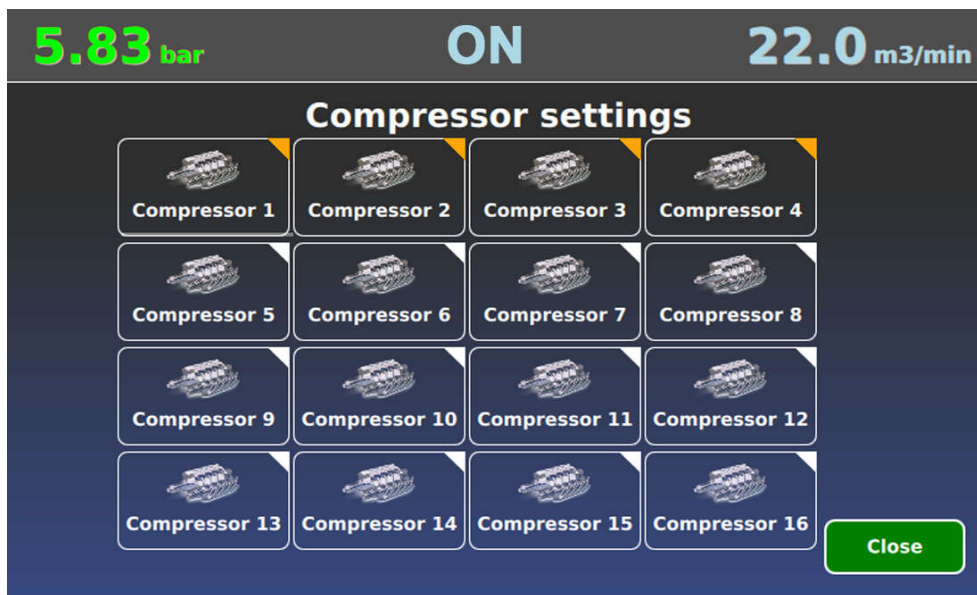 5.83 bar ON 22.0 m3/min
Compressor settings
Compressor 1 Compressor 2 Compressor 3 Compressor 4
Compressor 5 Compressor 6 Compressor 7 Compressor 8
Compressor 9 Compressor 10 Compressor 11 Compressor 12
Compressor 13 Compressor 14 Compressor 15 Compressor 16
Close